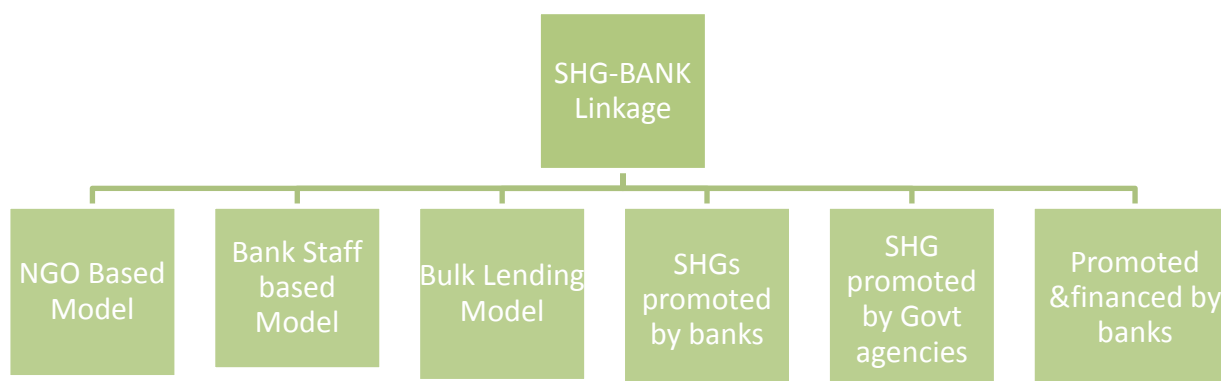 SHG-BANK
Linkage
NGO Based
Model
Bank Staff
based
Model
Bulk Lending
Model
SHGs
promoted
by banks
SHG
promoted
by Govt
agencies
Promoted
&financed by
banks